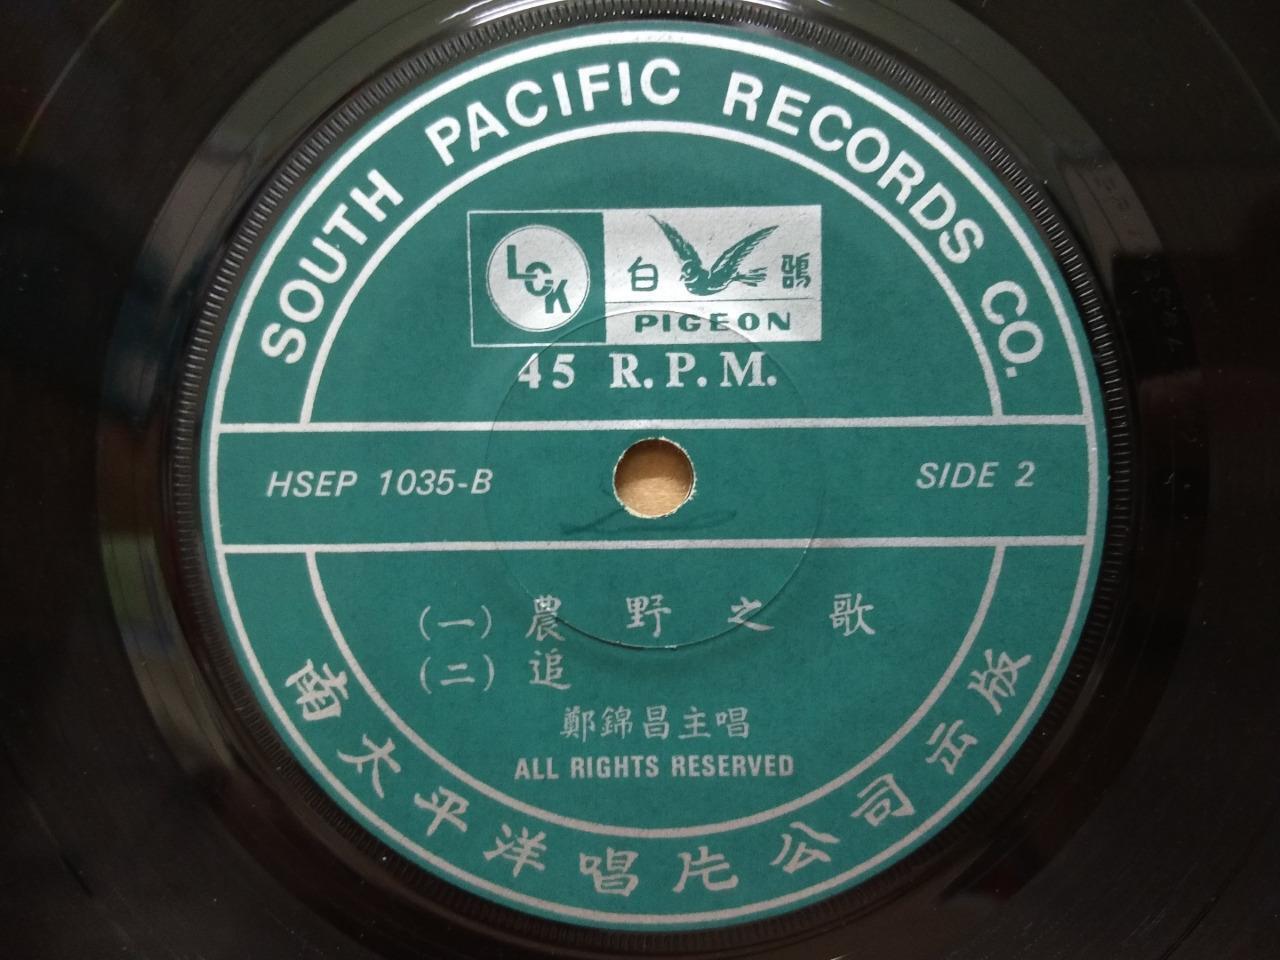 SOUTH PACIFIC RECORDS CO.
LCK
白鴿
PIGEON
45 R.P.M.
HSEP 1035-B
SIDE 2
(一) 農野之歌
(二) 追
鄭錦昌主唱
ALL RIGHTS RESERVED
南太平洋唱片公司出版